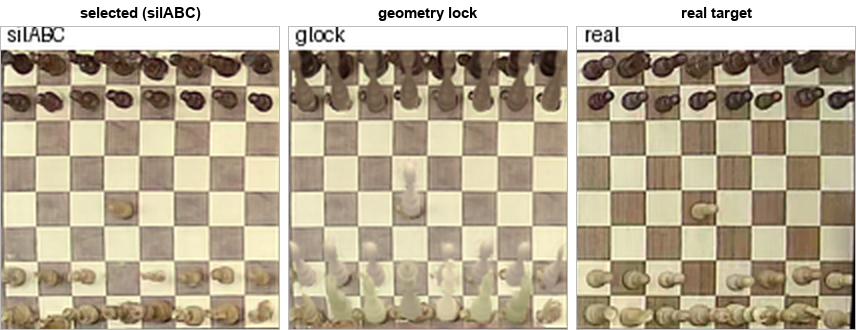 selected (silABC)
geometry lock
real target
silABC
glock
real